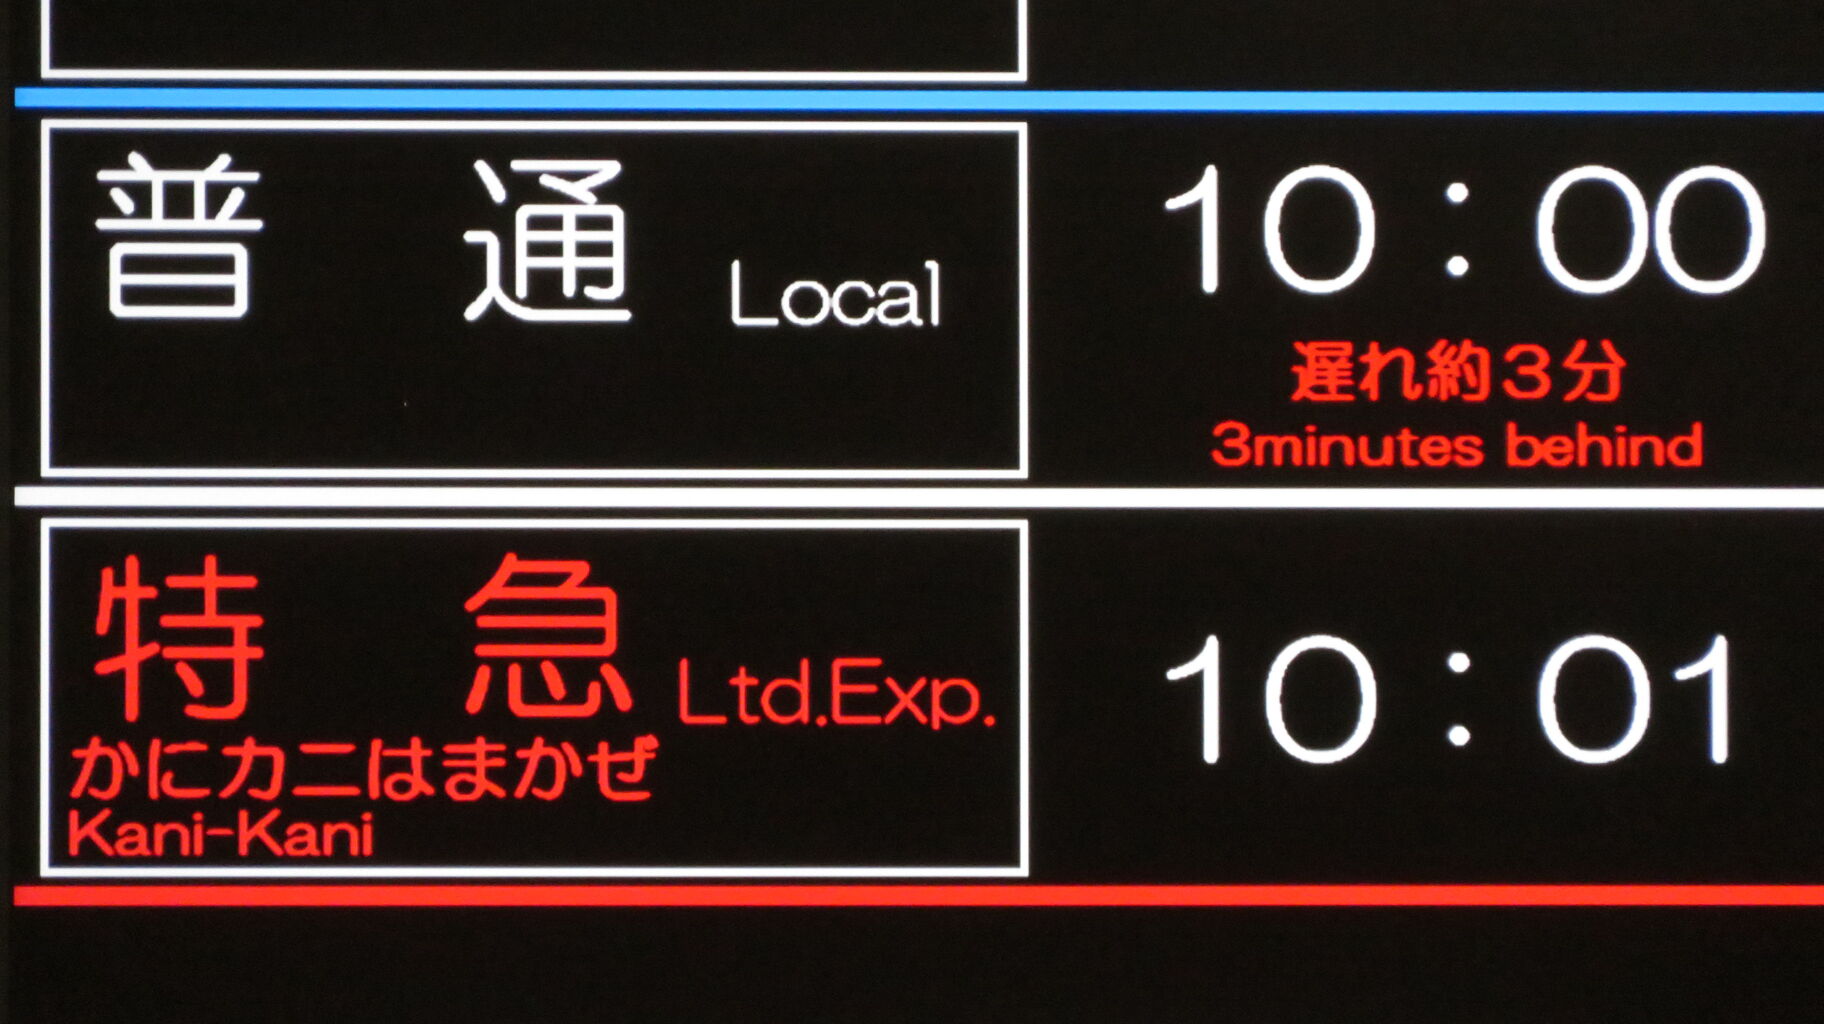 普 通 Local 10:00
遅れ約3分
3minutes behind
特 急 Ltd.Exp. 10:01
かにカニはまかぜ
Kani-Kani